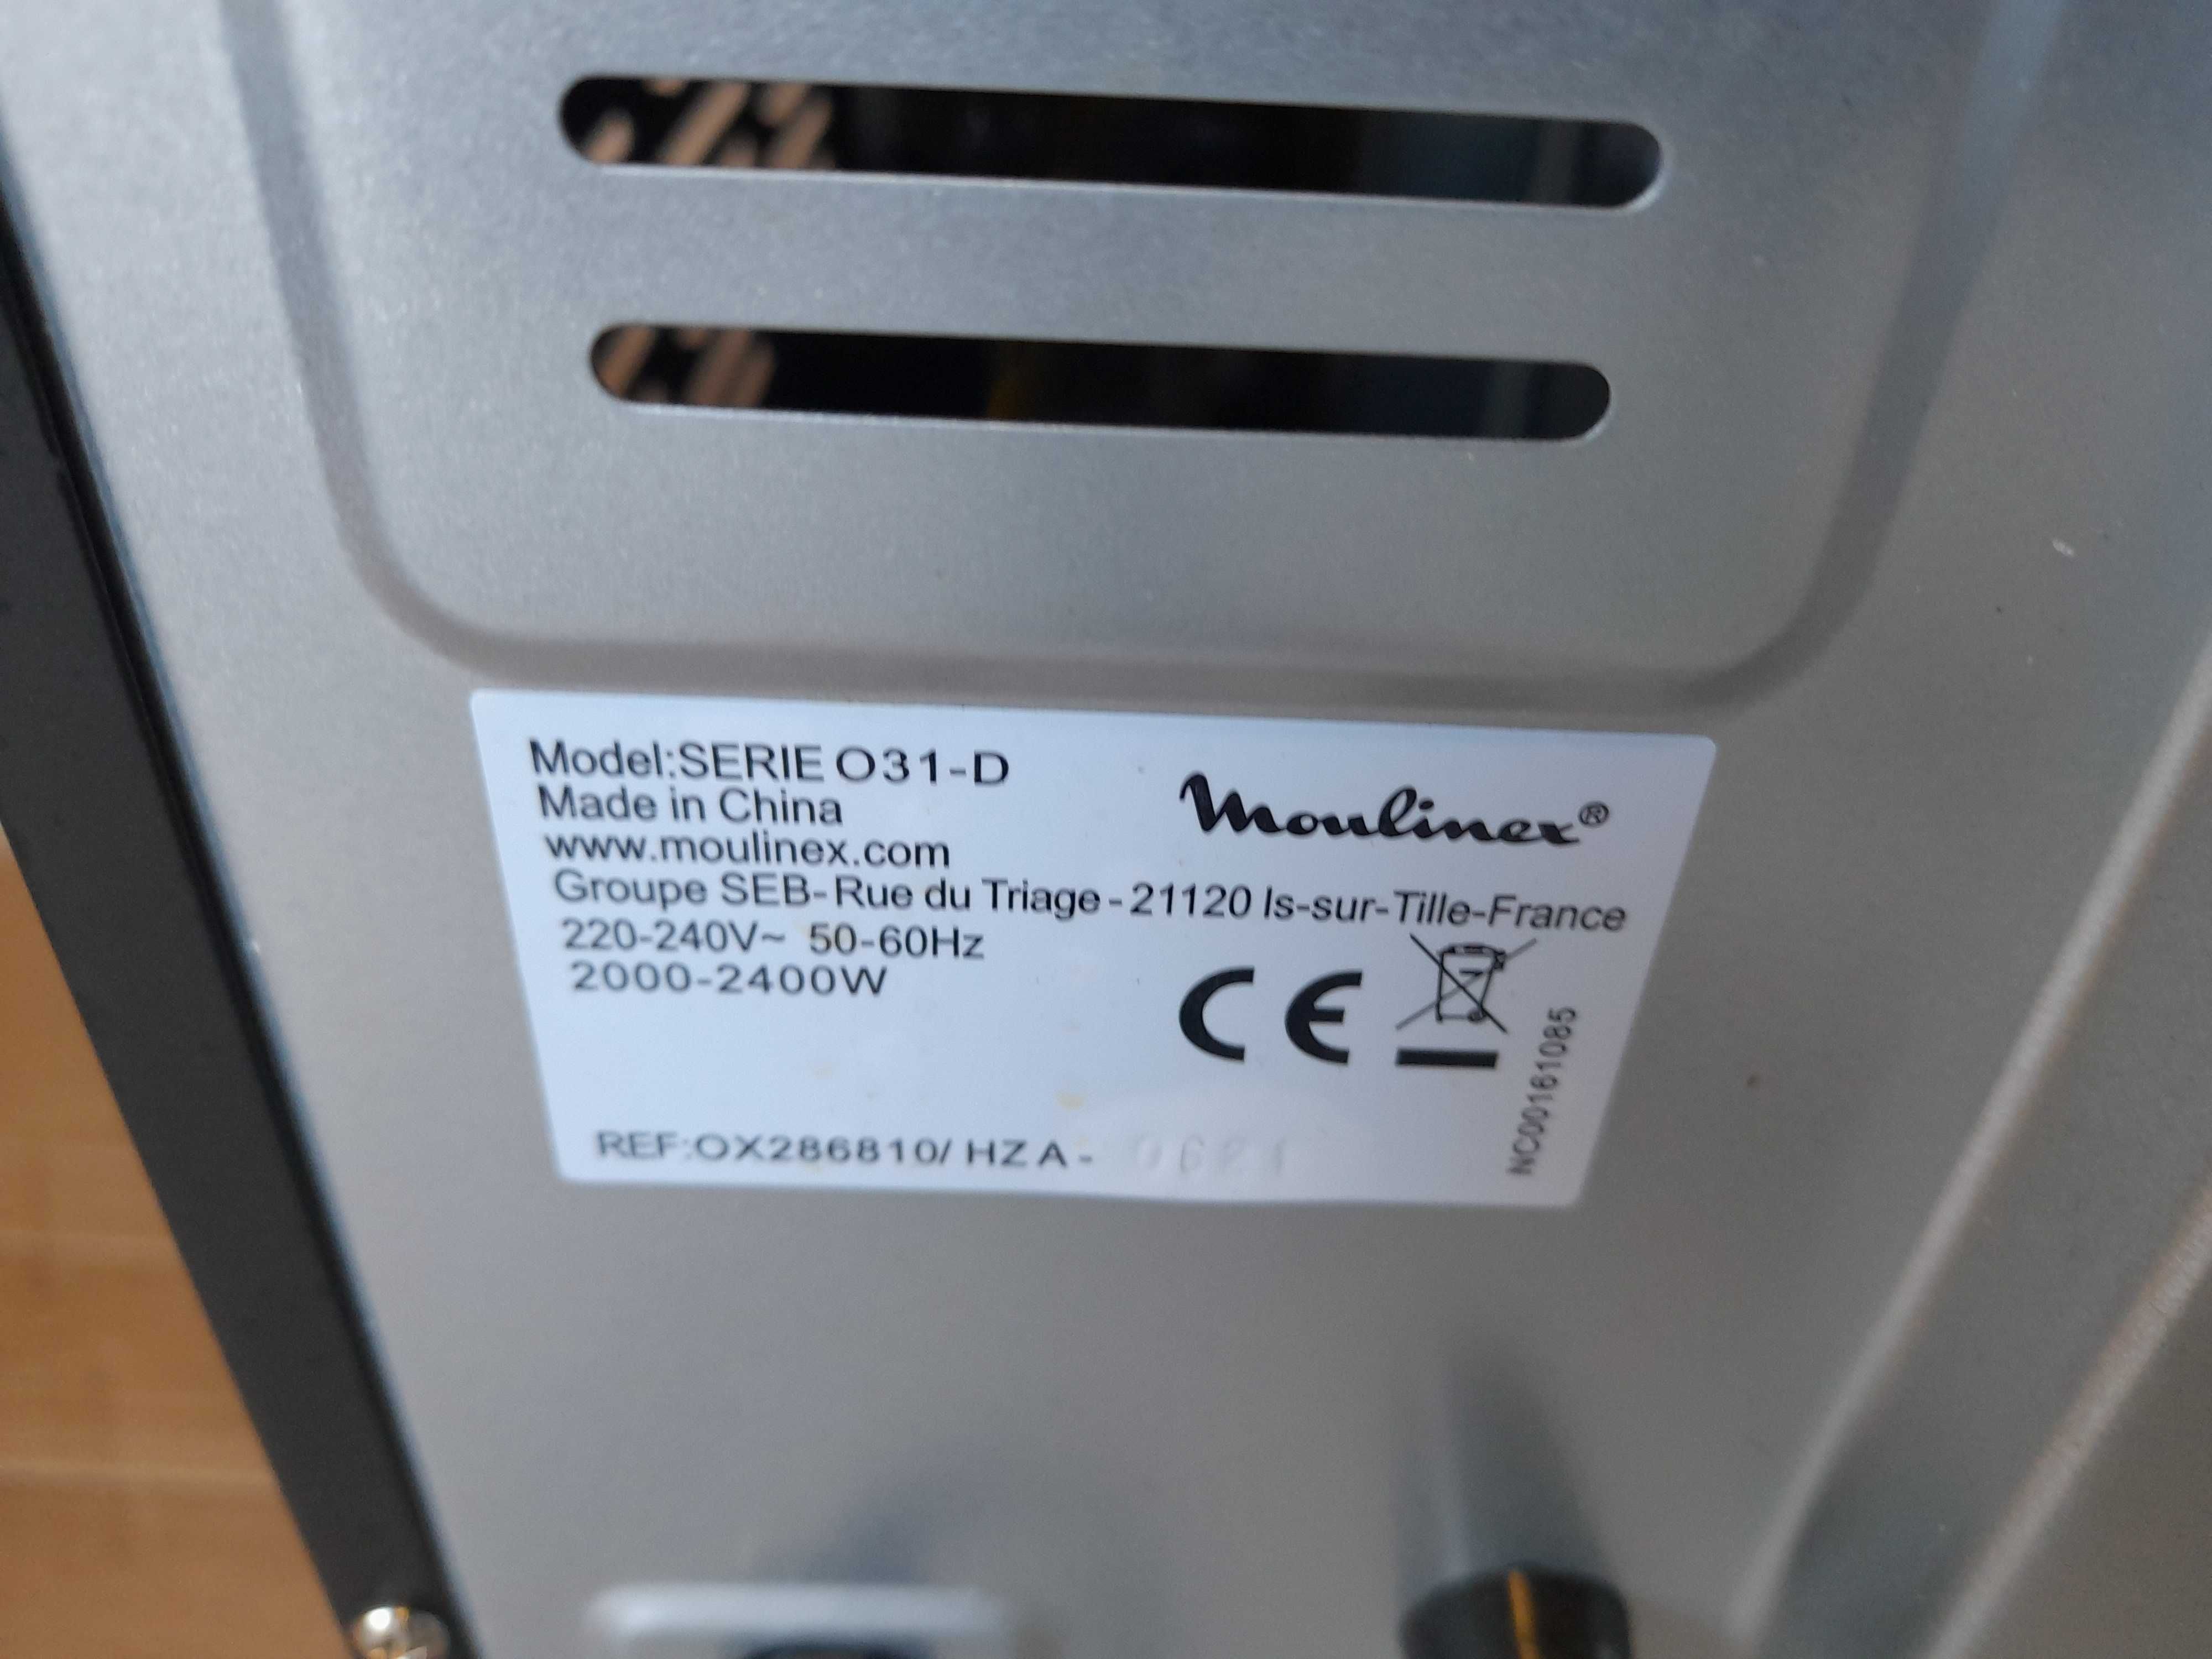 Model:SERIE O31-D
Moulinex®
Made in China
www.moulinex.com
Groupe SEB-Rue du Triage-21120 Is-sur-Tille-France
220-240V~ 50-60Hz
2000-2400W
CE
NC00161085
REF:OX286810/ HZ A - 0621